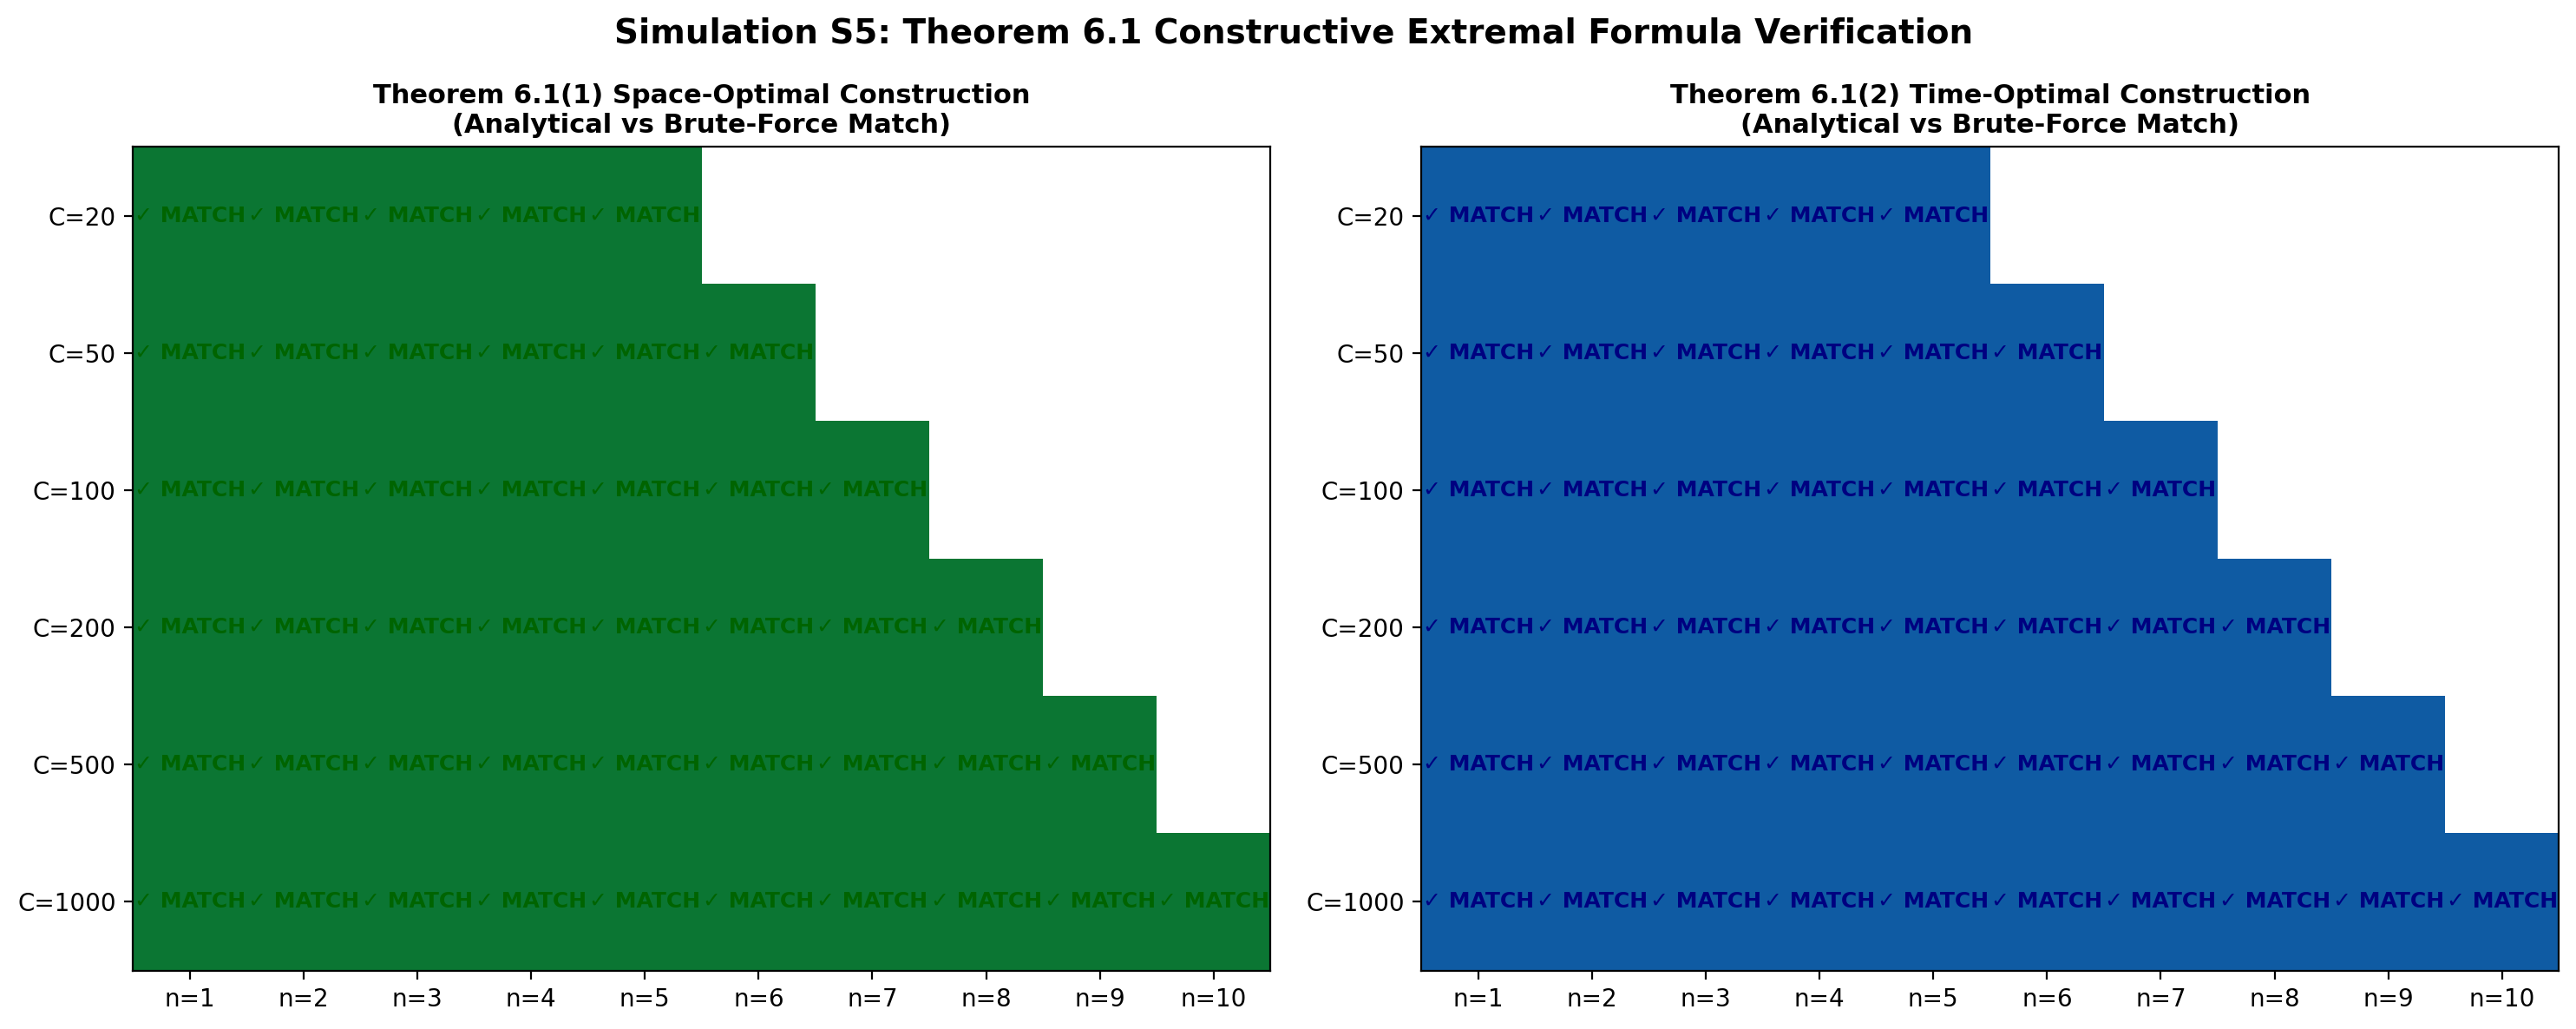 Simulation S5: Theorem 6.1 Constructive Extremal Formula Verification
Theorem 6.1(1) Space-Optimal Construction
(Analytical vs Brute-Force Match)
C=20 ✓ MATCH ✓ MATCH ✓ MATCH ✓ MATCH ✓ MATCH
C=50 ✓ MATCH ✓ MATCH ✓ MATCH ✓ MATCH ✓ MATCH ✓ MATCH
C=100 ✓ MATCH ✓ MATCH ✓ MATCH ✓ MATCH ✓ MATCH ✓ MATCH ✓ MATCH
C=200 ✓ MATCH ✓ MATCH ✓ MATCH ✓ MATCH ✓ MATCH ✓ MATCH ✓ MATCH ✓ MATCH
C=500 ✓ MATCH ✓ MATCH ✓ MATCH ✓ MATCH ✓ MATCH ✓ MATCH ✓ MATCH ✓ MATCH ✓ MATCH
C=1000 ✓ MATCH ✓ MATCH ✓ MATCH ✓ MATCH ✓ MATCH ✓ MATCH ✓ MATCH ✓ MATCH ✓ MATCH ✓ MATCH
n=1 n=2 n=3 n=4 n=5 n=6 n=7 n=8 n=9 n=10
Theorem 6.1(2) Time-Optimal Construction
(Analytical vs Brute-Force Match)
C=20 ✓ MATCH ✓ MATCH ✓ MATCH ✓ MATCH ✓ MATCH
C=50 ✓ MATCH ✓ MATCH ✓ MATCH ✓ MATCH ✓ MATCH ✓ MATCH
C=100 ✓ MATCH ✓ MATCH ✓ MATCH ✓ MATCH ✓ MATCH ✓ MATCH ✓ MATCH
C=200 ✓ MATCH ✓ MATCH ✓ MATCH ✓ MATCH ✓ MATCH ✓ MATCH ✓ MATCH ✓ MATCH
C=500 ✓ MATCH ✓ MATCH ✓ MATCH ✓ MATCH ✓ MATCH ✓ MATCH ✓ MATCH ✓ MATCH ✓ MATCH
C=1000 ✓ MATCH ✓ MATCH ✓ MATCH ✓ MATCH ✓ MATCH ✓ MATCH ✓ MATCH ✓ MATCH ✓ MATCH ✓ MATCH
n=1 n=2 n=3 n=4 n=5 n=6 n=7 n=8 n=9 n=10